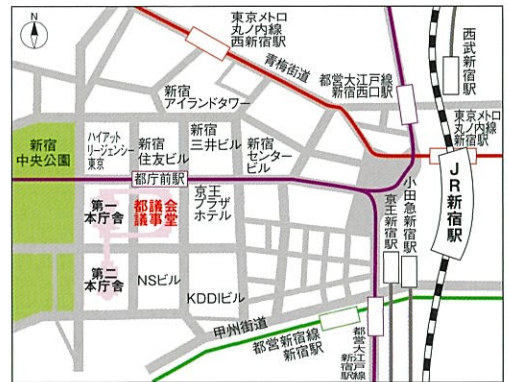 N
東京メトロ
丸ノ内線
西新宿駅
青梅街道
都営大江戸線
新宿西口駅
西武新宿駅
新宿
アイランドタワー
東京メトロ
丸ノ内線
新宿駅
新宿
中央公園
ハイアット
リージェンシー
東京
新宿
住友ビル
新宿
三井ビル
新宿
センター
ビル
都庁前駅
JR新宿駅
小田急新宿駅
京王新宿駅
第一
本庁舎
都議会
議事堂
京王
プラザ
ホテル
第二
本庁舎
NSビル
KDDIビル
甲州街道
都営新宿線
新宿駅
都営大江戸線
新宿駅